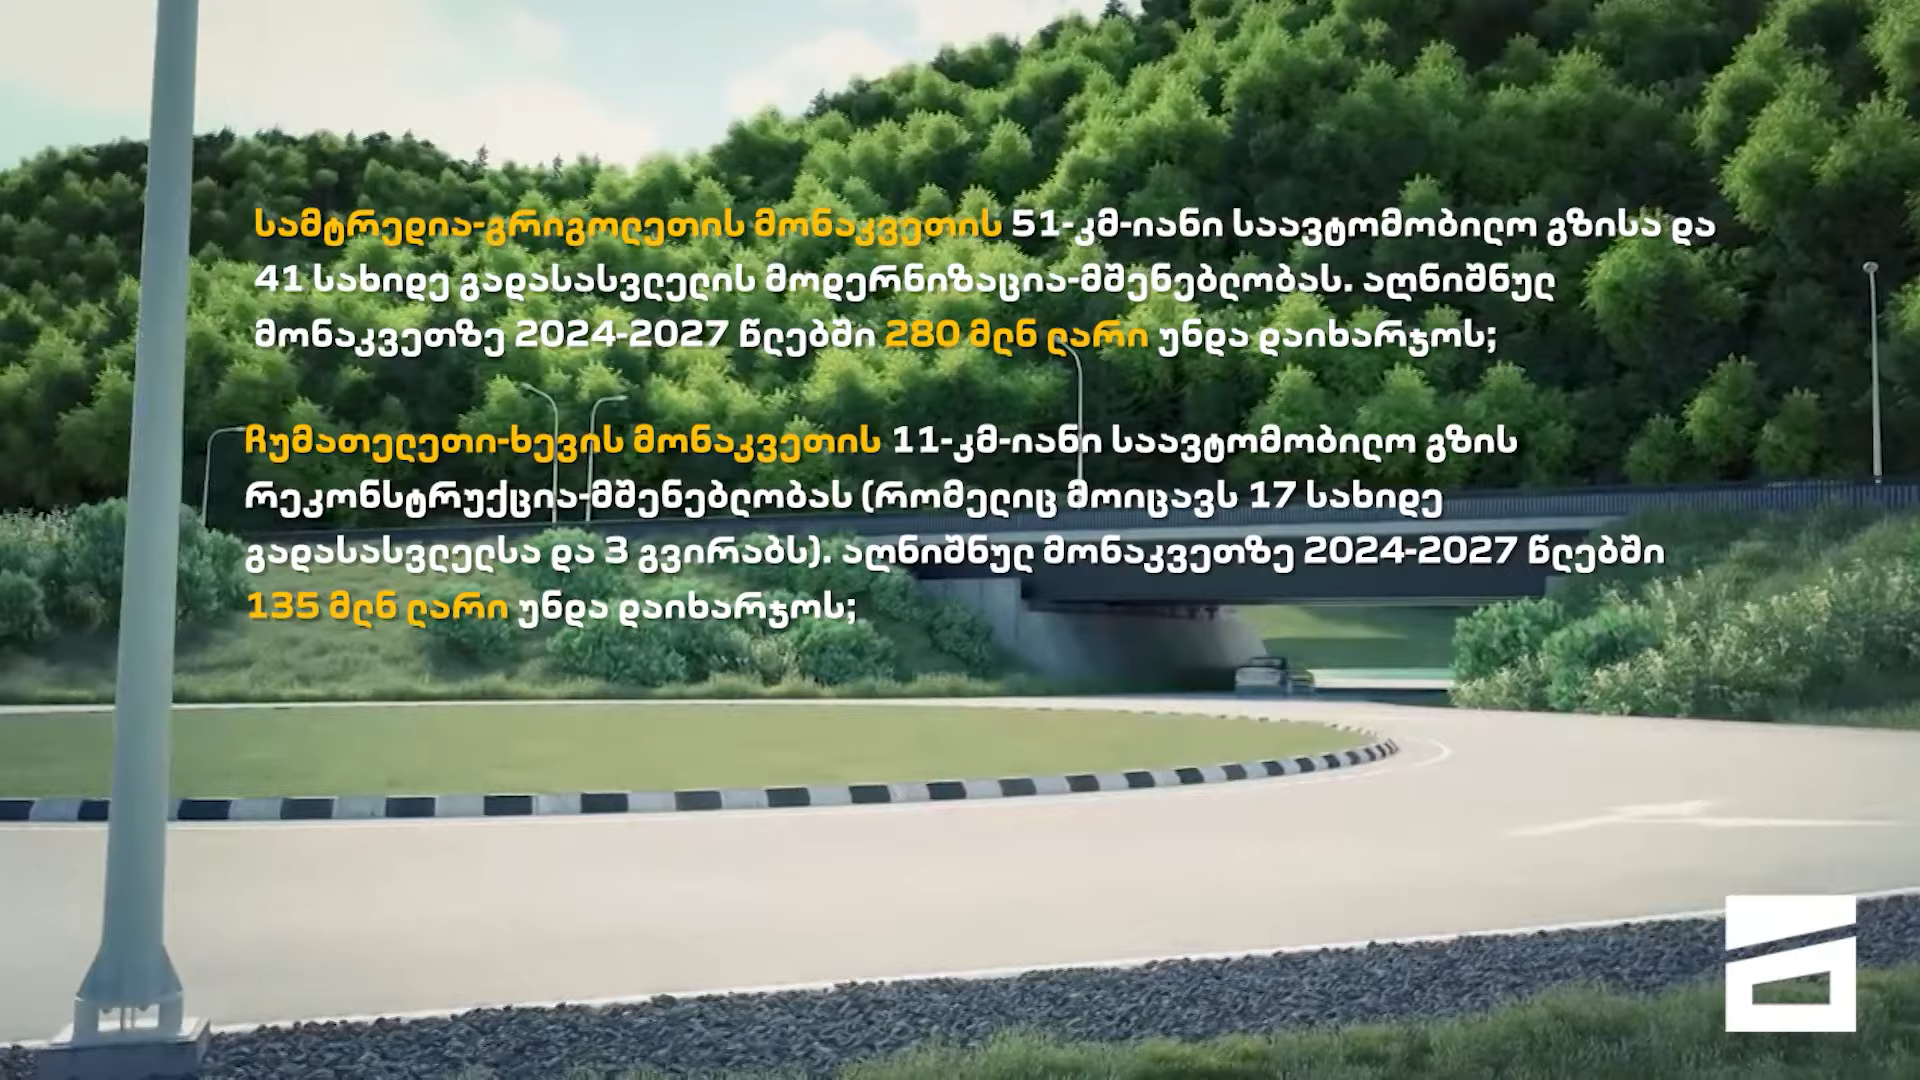 სამტრედია-გრიგოლეთის მონაკვეთის 51-კმ-იანი საავტომობილო გზისა და
41 სახიდე გადასასვლელის მოდერნიზაცია-მშენებლობას. აღნიშნულ
მონაკვეთზე 2024-2027 წლებში 280 მლნ ლარი უნდა დაიხარჯოს;
ჩუმათელეთი-ხევის მონაკვეთის 11-კმ-იანი საავტომობილო გზის
რეკონსტრუქცია-მშენებლობას (რომელიც მოიცავს 17 სახიდე
გადასასვლელსა და 3 გვირაბს). აღნიშნულ მონაკვეთზე 2024-2027 წლებში
135 მლნ ლარი უნდა დაიხარჯოს;